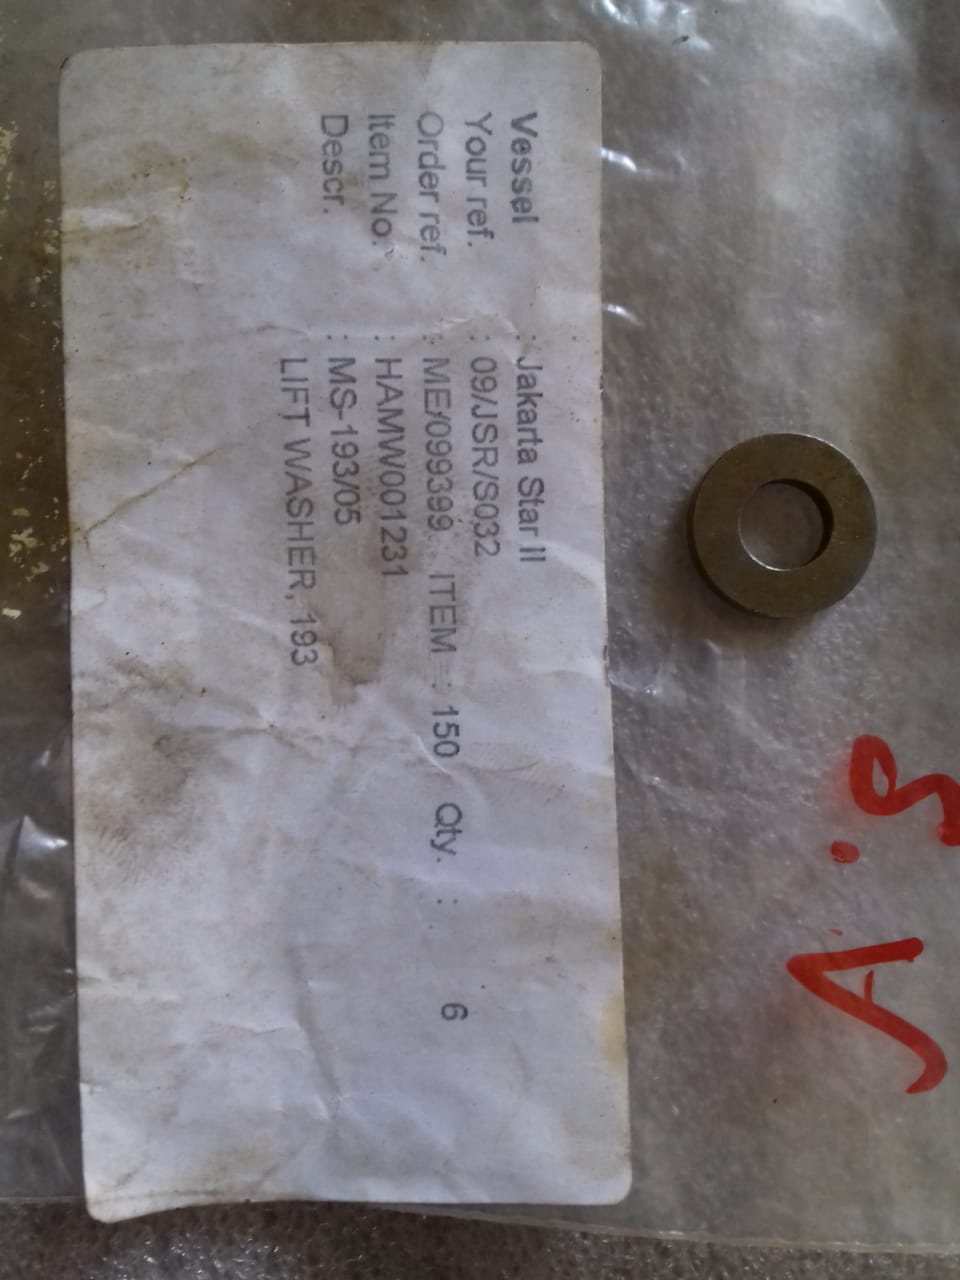 Vessel : Jakarta Star II
Your ref. : 09/JSR/S032
Order ref. : ME/099399. ITEM : 150 Qty. : 6
Item No. : HAMW001231
Descr. : MS-193/05
LIFT WASHER, 193